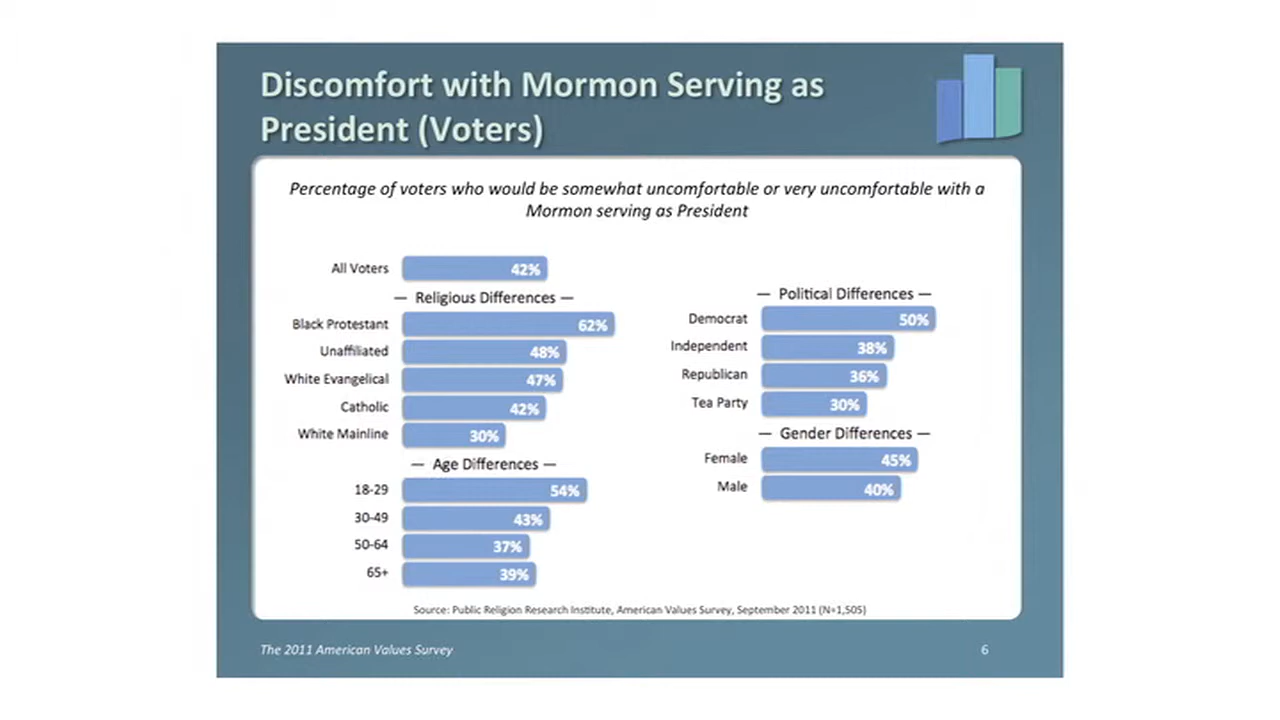 Discomfort with Mormon Serving as
President (Voters)
Percentage of voters who would be somewhat uncomfortable or very uncomfortable with a
Mormon serving as President
All Voters 42%
— Religious Differences —
Black Protestant 62%
Unaffiliated 48%
White Evangelical 47%
Catholic 42%
White Mainline 30%
— Age Differences —
18-29 54%
30-49 43%
50-64 37%
65+ 39%
— Political Differences —
Democrat 50%
Independent 38%
Republican 36%
Tea Party 30%
— Gender Differences —
Female 45%
Male 40%
Source: Public Religion Research Institute, American Values Survey, September 2011 (N=1,505)
The 2011 American Values Survey 6